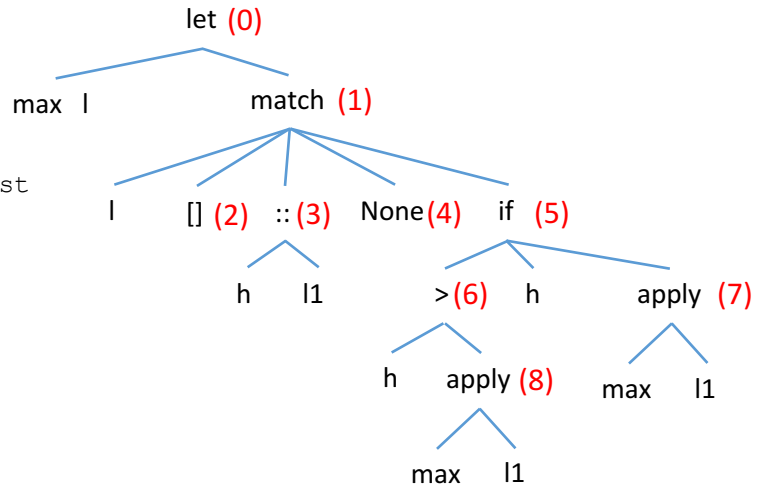 let (0)
max l match (1)
st
l [] (2) :: (3) None (4) if (5)
h l1 > (6) h apply (7)
h apply (8) max l1
max l1